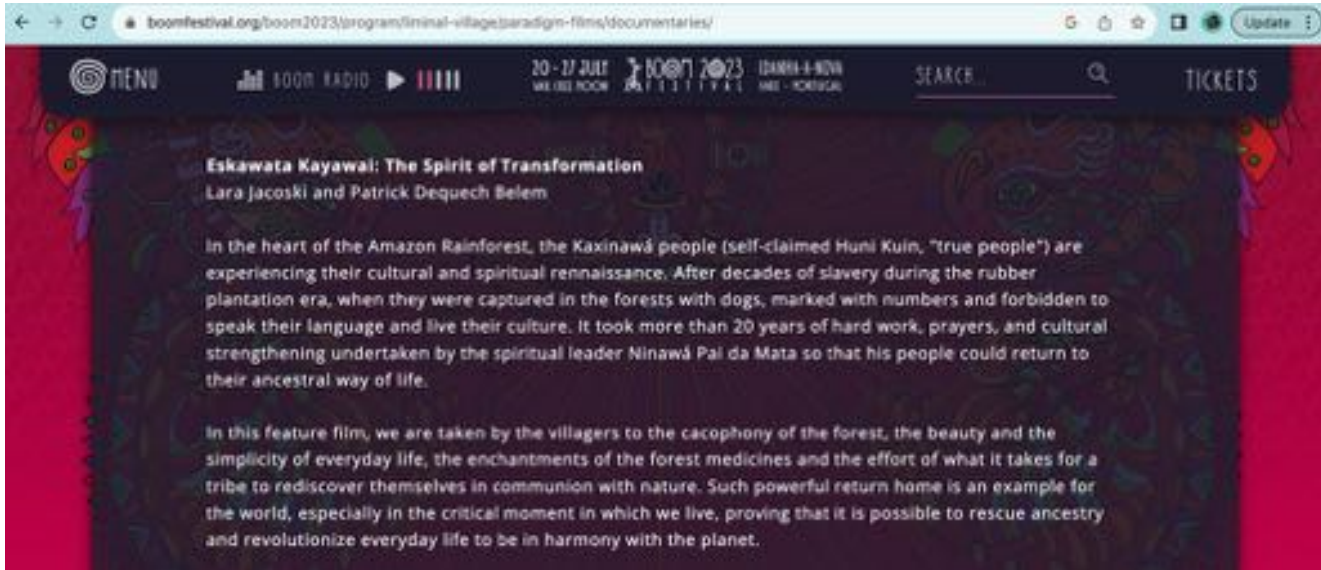 boomfestival.org/boom2023/program/liminal-village/paradigm-films/documentaries/
Update
MENU
BOOM RADIO
20 - 27 JULY
BOOM 2023
FESTIVAL
IDANHA-A-NOVA
PORTUGAL
SEARCH...
TICKETS
Eskawata Kayawai: The Spirit of Transformation
Lara Jacoski and Patrick Dequech Belem
In the heart of the Amazon Rainforest, the Kaxinawá people (self-claimed Huni Kuin, "true people") are
experiencing their cultural and spiritual rennaissance. After decades of slavery during the rubber
plantation era, when they were captured in the forests with dogs, marked with numbers and forbidden to
speak their language and live their culture. It took more than 20 years of hard work, prayers, and cultural
strengthening undertaken by the spiritual leader Ninawá Pai da Mata so that his people could return to
their ancestral way of life.
In this feature film, we are taken by the villagers to the cacophony of the forest, the beauty and the
simplicity of everyday life, the enchantments of the forest medicines and the effort of what it takes for a
tribe to rediscover themselves in communion with nature. Such powerful return home is an example for
the world, especially in the critical moment in which we live, proving that it is possible to rescue ancestry
and revolutionize everyday life to be in harmony with the planet.